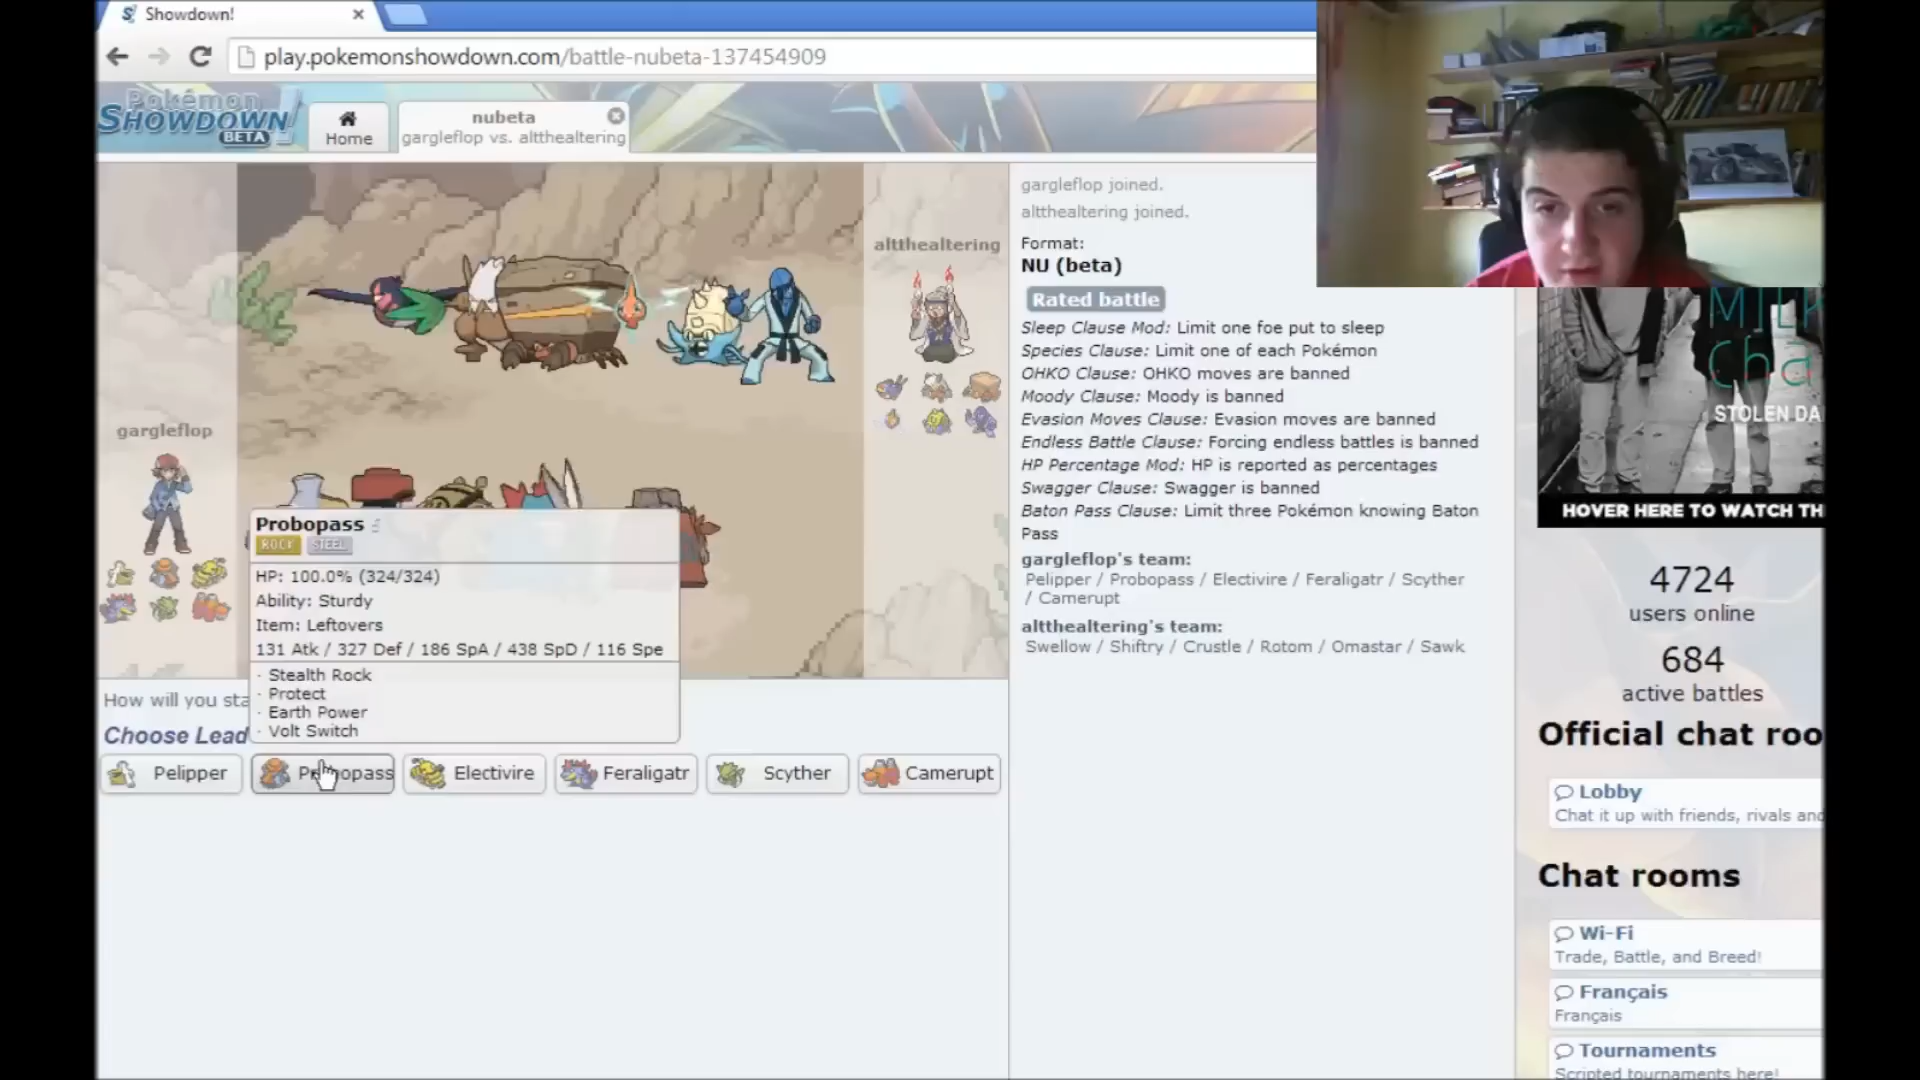 Showdown!
play.pokemonshowdown.com/battle-nubeta-137454909
Pokémon
SHOWDOWN!
BETA
Home
nubeta
gargleflop vs. altthealtering
gargleflop
altthealtering
gargleflop joined.
altthealtering joined.
Format:
NU (beta)
Rated battle
Sleep Clause Mod: Limit one foe put to sleep
Species Clause: Limit one of each Pokémon
OHKO Clause: OHKO moves are banned
Moody Clause: Moody is banned
Evasion Moves Clause: Evasion moves are banned
Endless Battle Clause: Forcing endless battles is banned
HP Percentage Mod: HP is reported as percentages
Swagger Clause: Swagger is banned
Baton Pass Clause: Limit three Pokémon knowing Baton
Pass
gargleflop's team:
Pelipper / Probopass / Electivire / Feraligatr / Scyther
/ Camerupt
altthealtering's team:
Swellow / Shiftry / Crustle / Rotom / Omastar / Sawk
Probopass
ROCK STEEL
HP: 100.0% (324/324)
Ability: Sturdy
Item: Leftovers
131 Atk / 327 Def / 186 SpA / 438 SpD / 116 Spe
· Stealth Rock
· Protect
· Earth Power
· Volt Switch
How will you sta
Choose Lead
Pelipper
Electivire
Feraligatr
Scyther
Camerupt
MILK
Cha
STOLEN DA
HOVER HERE TO WATCH TH
4724
users online
684
active battles
Official chat roo
Lobby
Chat it up with friends, rivals and
Chat rooms
Wi-Fi
Trade, Battle, and Breed!
Français
Français
Tournaments
Scripted tournaments here!